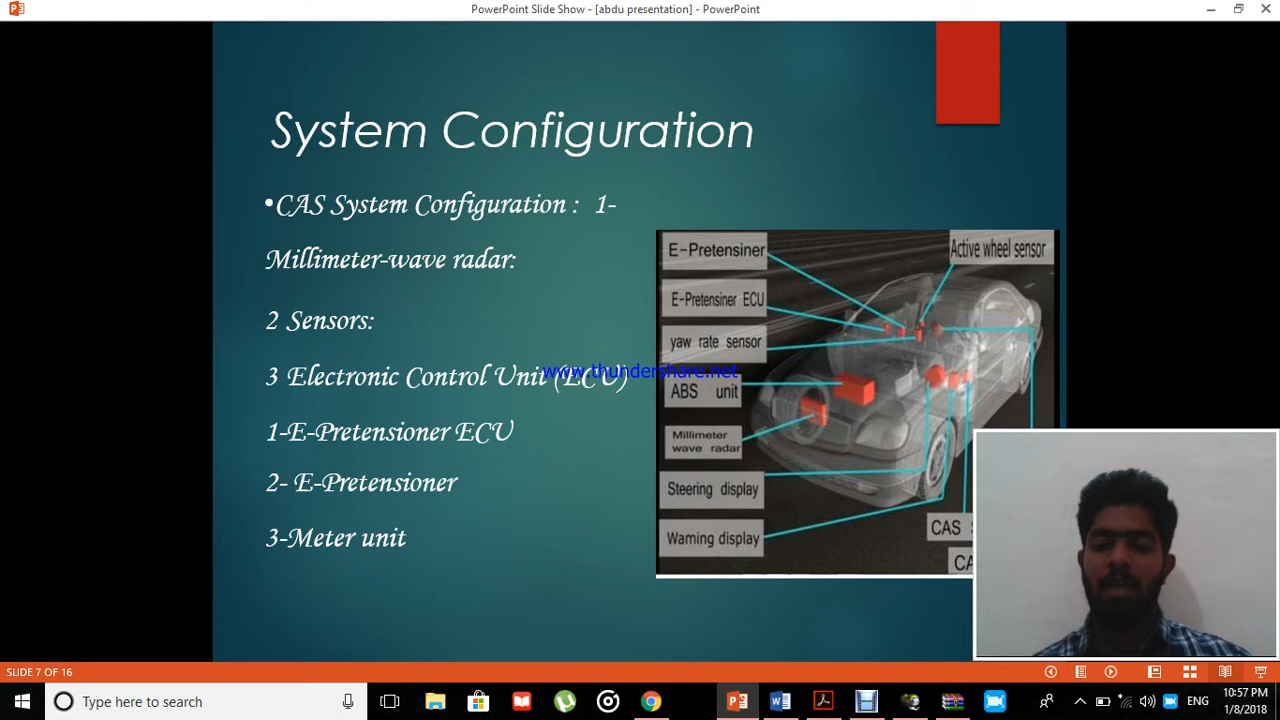 PowerPoint Slide Show - [abdu presentation] - PowerPoint
System Configuration
•CAS System Configuration : 1-
Millimeter-wave radar:
2 Sensors:
3 Electronic Control Unit (ECU)
1-E-Pretensioner ECU
2- E-Pretensioner
3-Meter unit
www.thundershare.net
E-Pretensiner
Active wheel sensor
E-Pretensiner ECU
yaw rate sensor
ABS unit
Millimeter
wave radar
Steering display
Warning display
CAS
SLIDE 7 OF 16
Type here to search
ENG
10:57 PM
1/8/2018